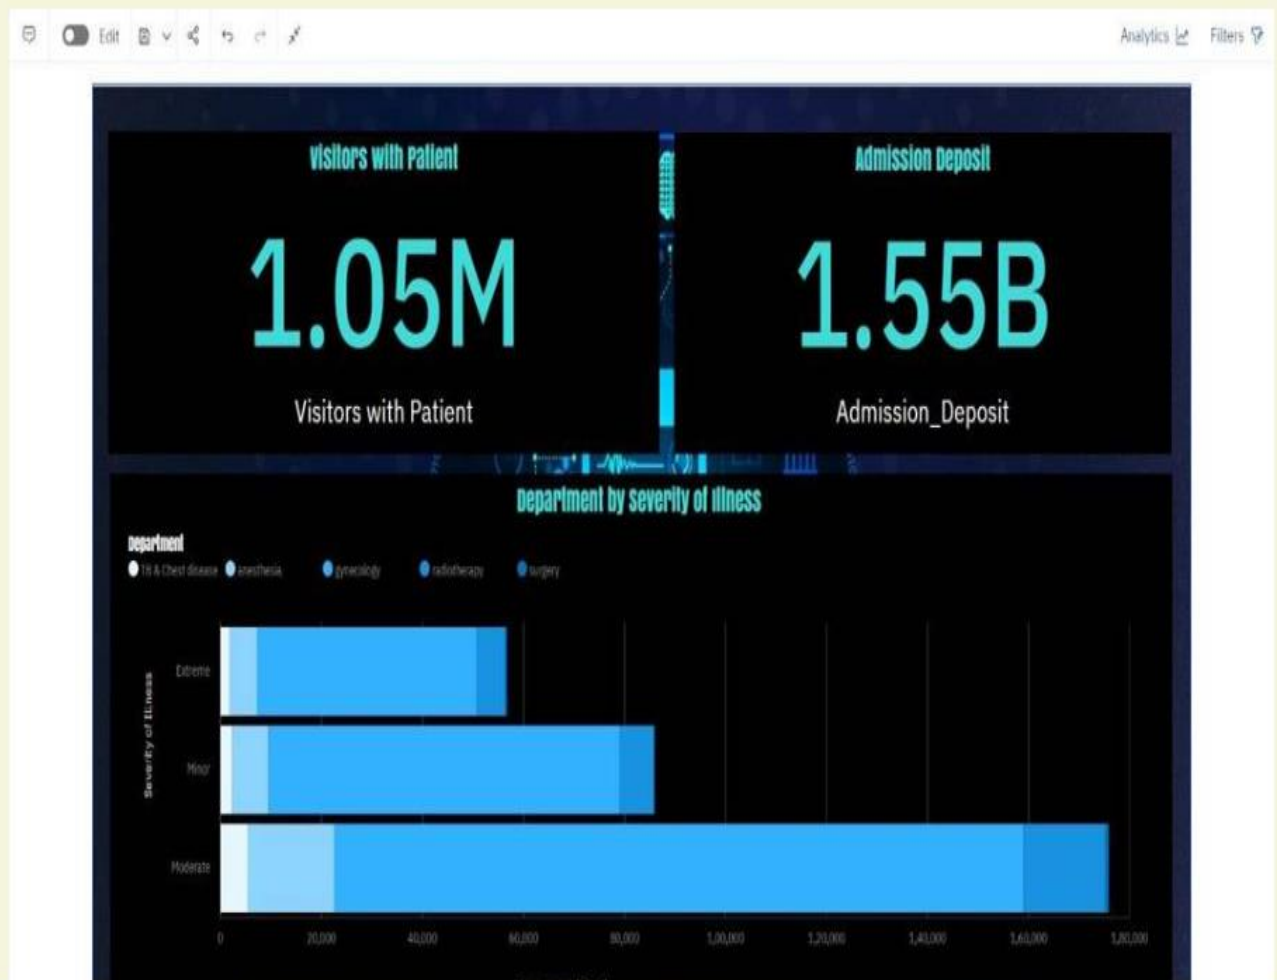 Edit
Analytics
Filters
Visitors with Patient
1.05M
Visitors with Patient
Admission Deposit
1.55B
Admission_Deposit
Department by Severity of Illness
Department
TB & Chest disease anesthesia gynecology radiotherapy surgery
Severity of Illness
Extreme
Minor
Moderate
0 20,000 40,000 60,000 80,000 1,00,000 1,20,000 1,40,000 1,60,000 1,80,000